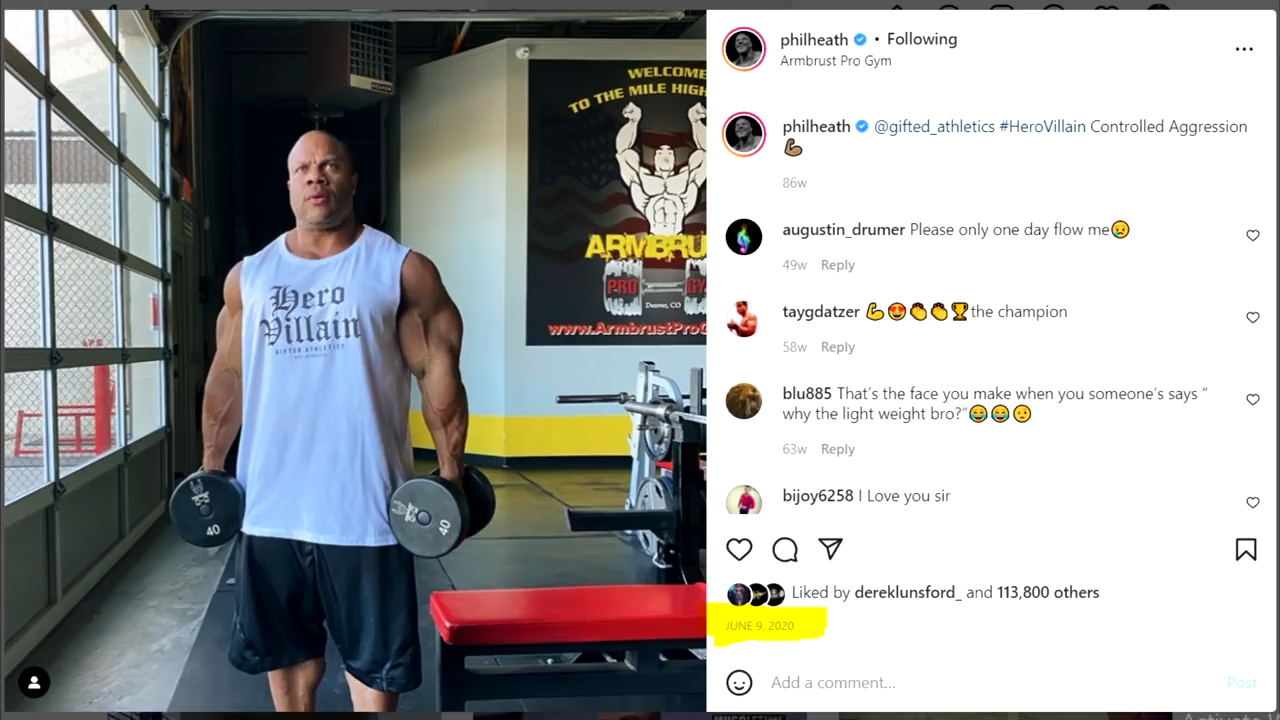 WELCOME
TO THE MILE HIGH
ARMBRU
PRO GY
Denver, CO
www.ArmbrustProG
Hero
Villain
GIFTED ATHLETICS
40
40
philheath • Following
Armbrust Pro Gym
philheath @gifted_athletics #HeroVillain Controlled Aggression
💪🏽
86w
augustin_drumer Please only one day flow me😢
49w Reply
taygdatzer 💪😍👏👏🏆the champion
58w Reply
blu885 That's the face you make when you someone's says “
why the light weight bro?”😂😂😟
63w Reply
bijoy6258 I Love you sir
Liked by dereklunsford_ and 113,800 others
JUNE 9, 2020
Add a comment...
Post